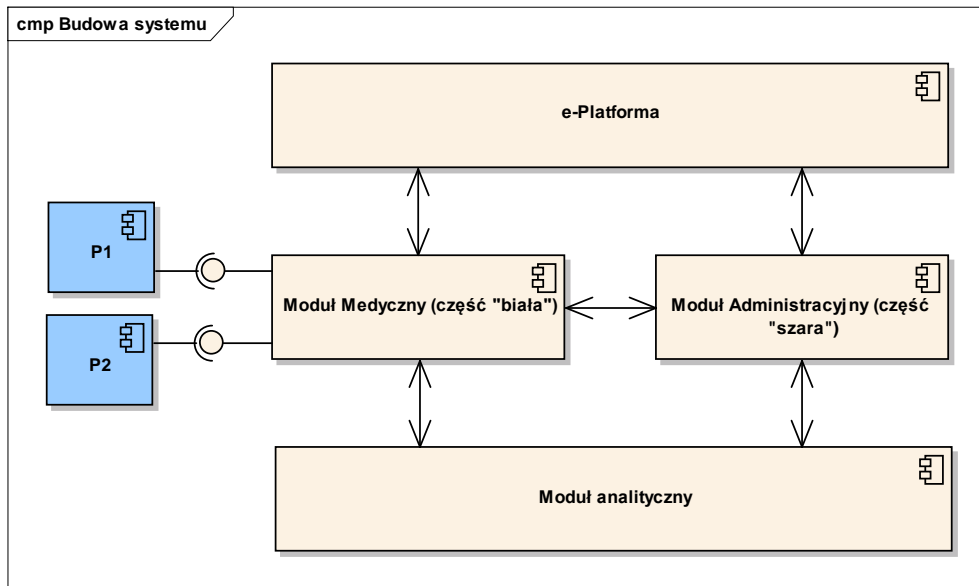 cmp Budowa systemu
e-Platforma
P1
Moduł Medyczny (część "biała")
Moduł Administracyjny (część
"szara")
P2
Moduł analityczny